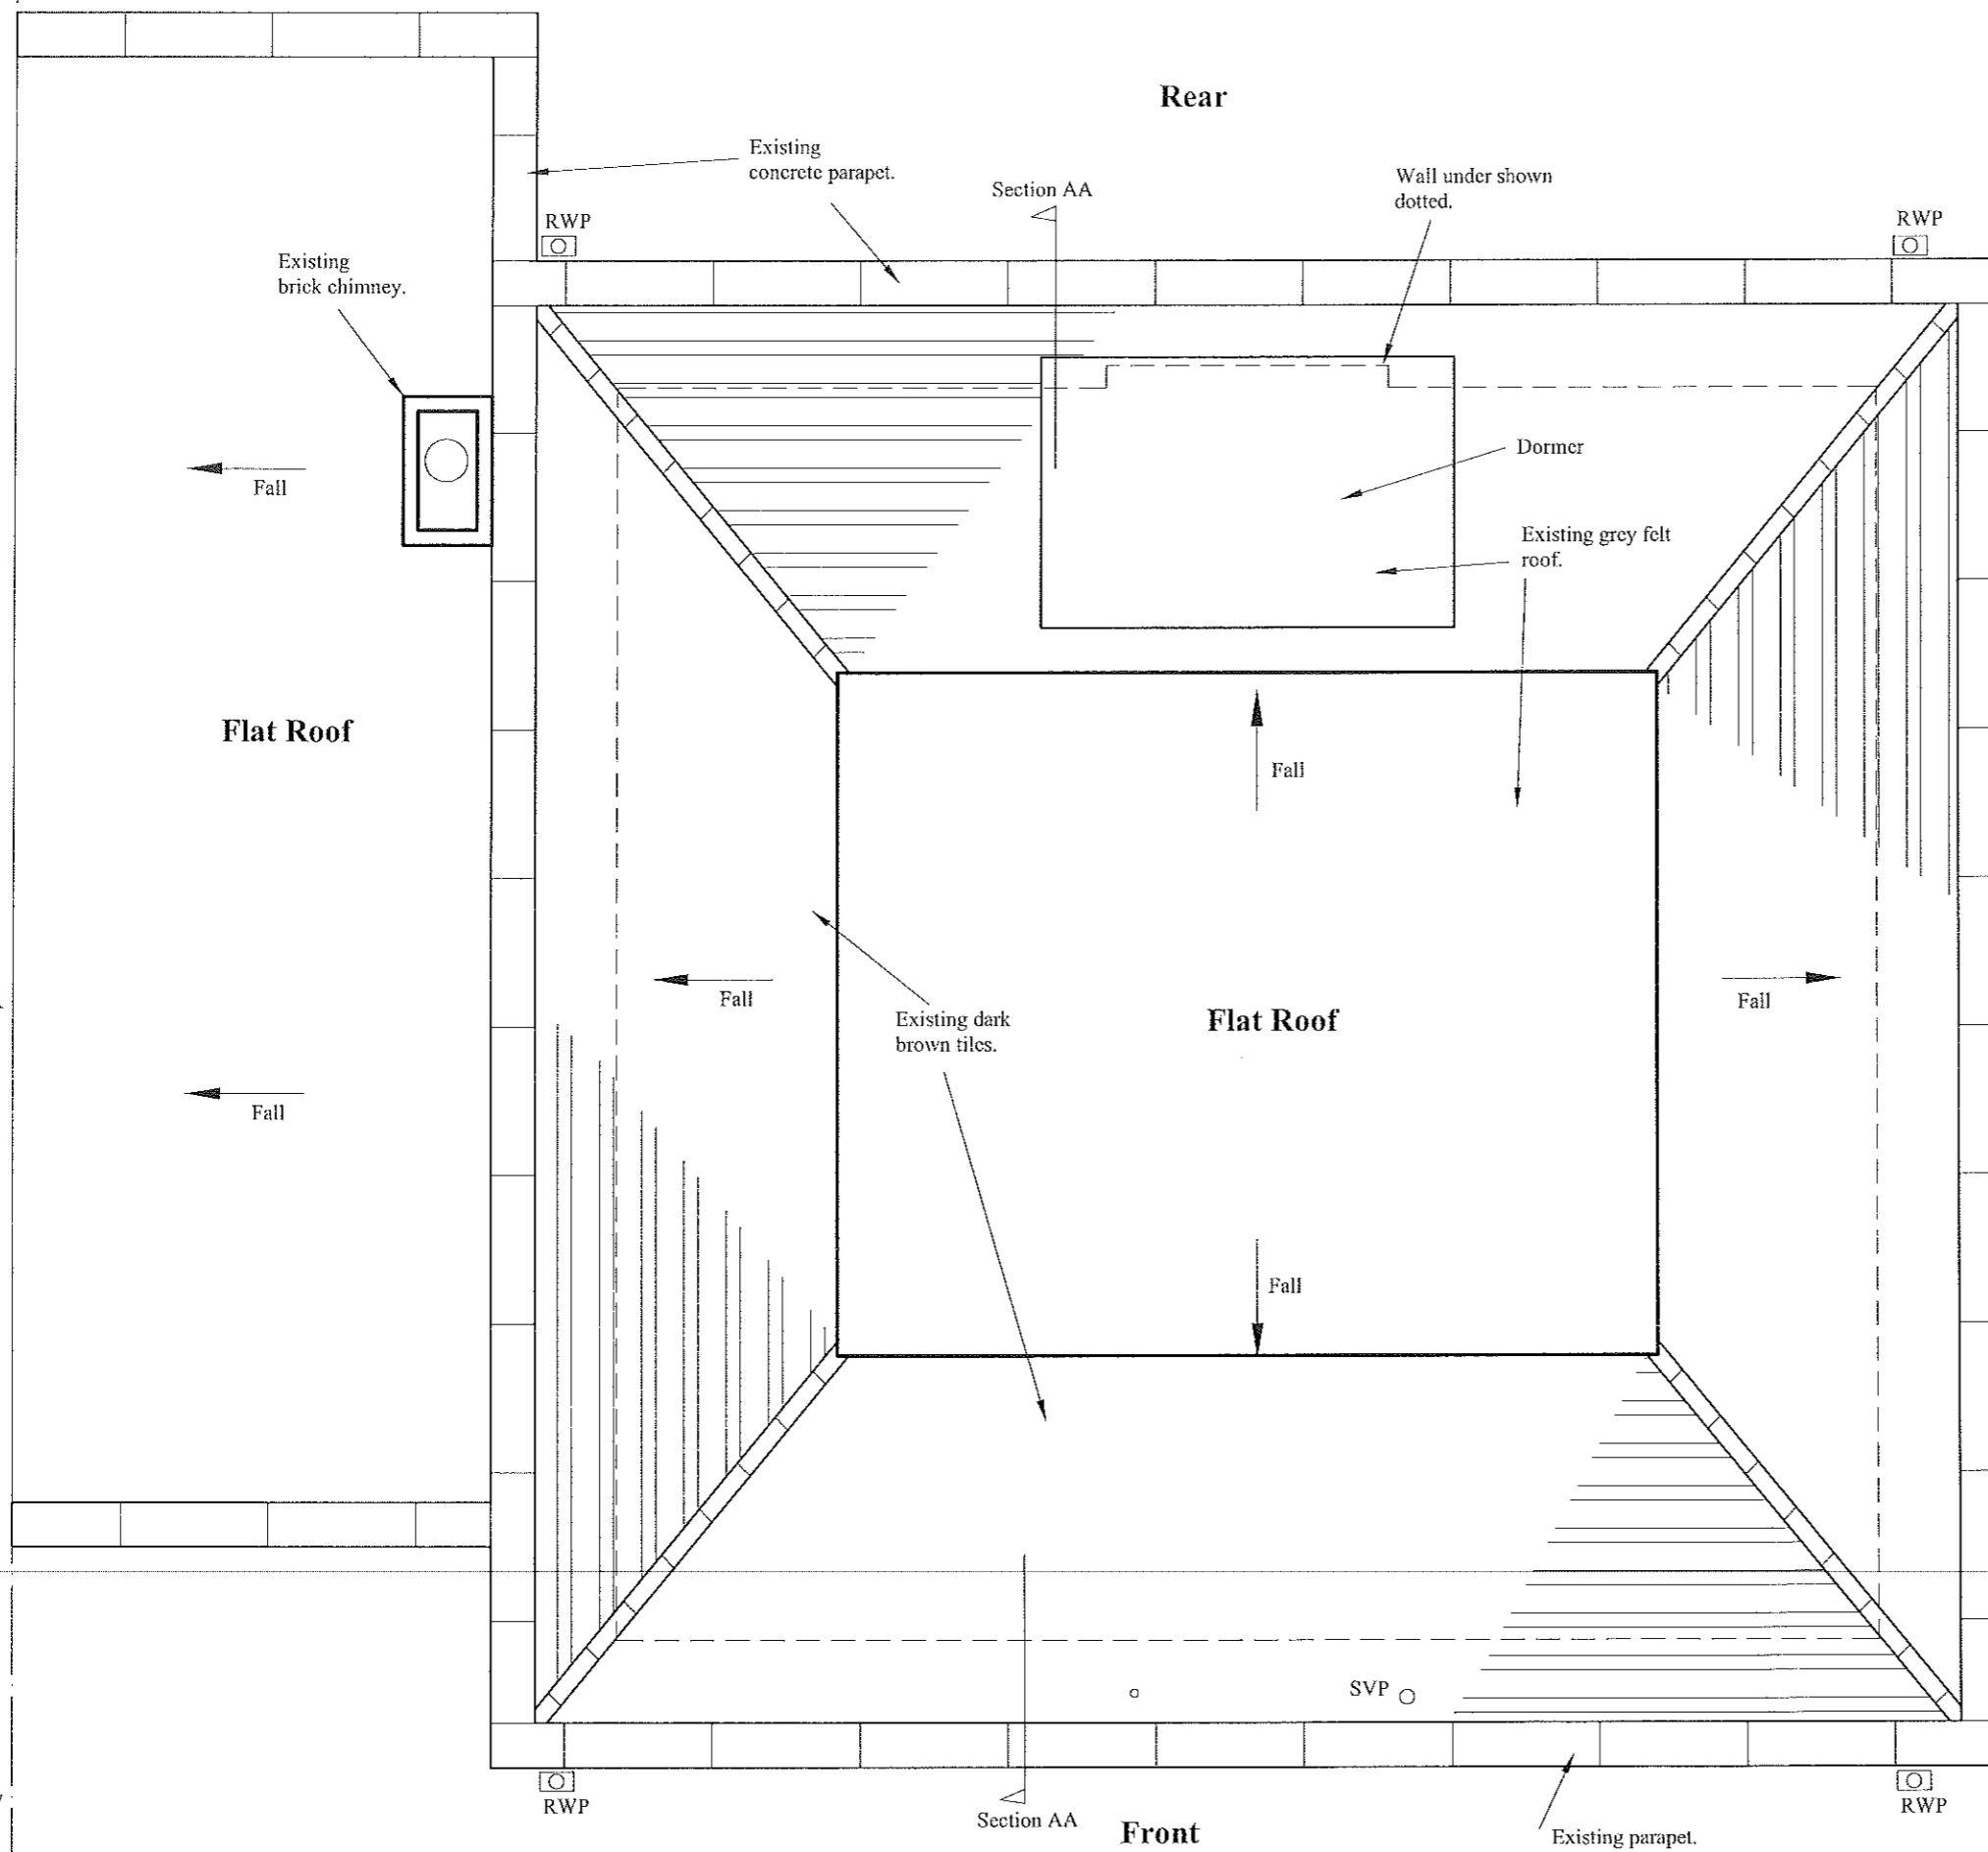 Rear
Existing
concrete parapet.
Section AA
Wall under shown
dotted.
RWP
RWP
Existing
brick chimney.
Fall
Dormer
Existing grey felt
roof.
Flat Roof
Fall
Fall
Fall
Existing dark
brown tiles.
Flat Roof
Fall
Fall
SVP
RWP
Section AA
Front
RWP
Existing parapet.